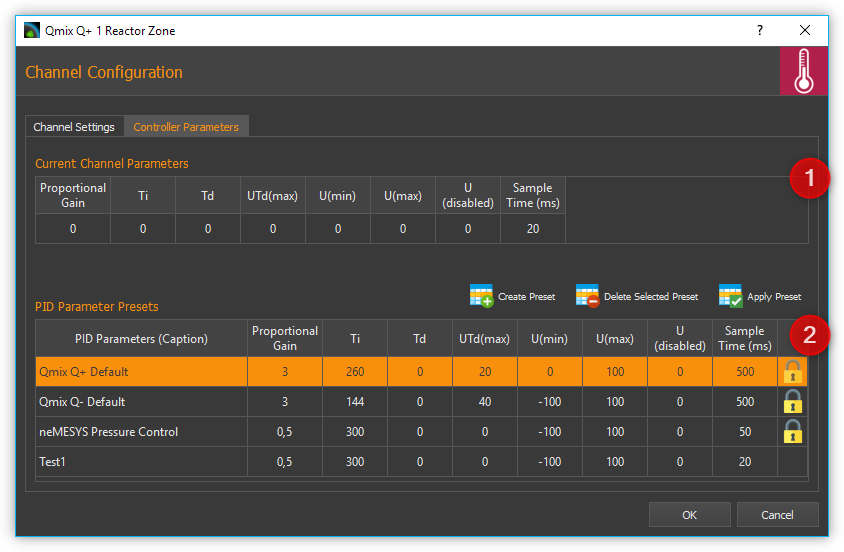 Qmix Q+ 1 Reactor Zone
?
Channel Configuration
Channel Settings Controller Parameters
Current Channel Parameters
1
Proportional Gain Ti Td UTd(max) U(min) U(max) U (disabled) Sample Time (ms)
0 0 0 0 0 0 0 20
Create Preset Delete Selected Preset Apply Preset
PID Parameter Presets
2
PID Parameters (Caption) Proportional Gain Ti Td UTd(max) U(min) U(max) U (disabled) Sample Time (ms)
Qmix Q+ Default 3 260 0 20 0 100 0 500
Qmix Q- Default 3 144 0 40 -100 100 0 500
neMESYS Pressure Control 0,5 300 0 0 -100 100 0 50
Test1 0,5 300 0 0 -100 100 0 20
OK Cancel